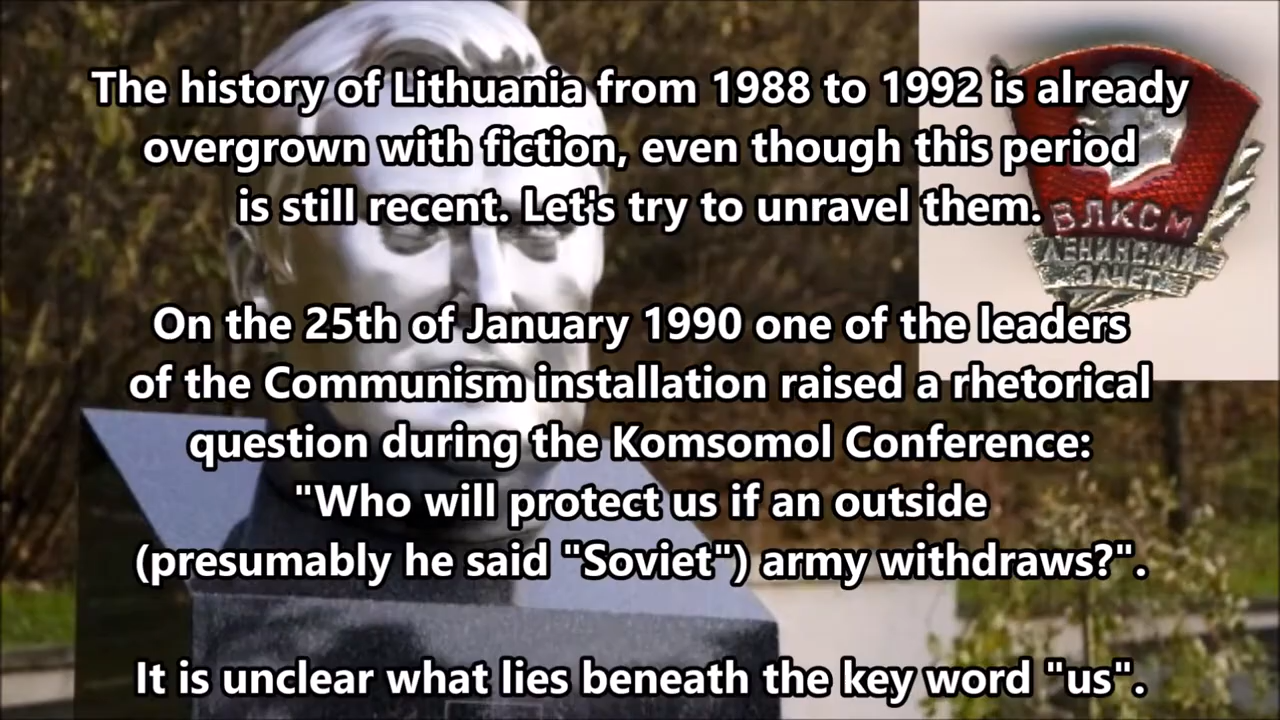 The history of Lithuania from 1988 to 1992 is already
overgrown with fiction, even though this period
is still recent. Let's try to unravel them.
ВЛКСМ
ЛЕНИНСКИЙ
ЗАЧЕТ
On the 25th of January 1990 one of the leaders
of the Communism installation raised a rhetorical
question during the Komsomol Conference:
"Who will protect us if an outside
(presumably he said "Soviet") army withdraws?".
It is unclear what lies beneath the key word "us".